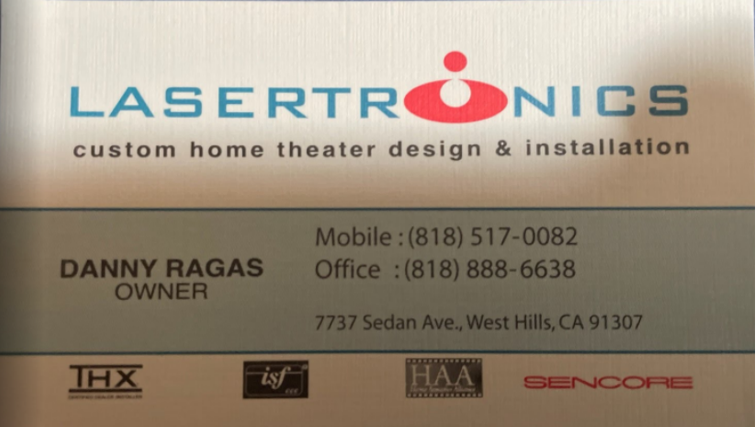 LASERTRONICS
custom home theater design & installation
DANNY RAGAS
OWNER
Mobile : (818) 517-0082
Office : (818) 888-6638
7737 Sedan Ave., West Hills, CA 91307
THX
isf
HAA
SENCORE